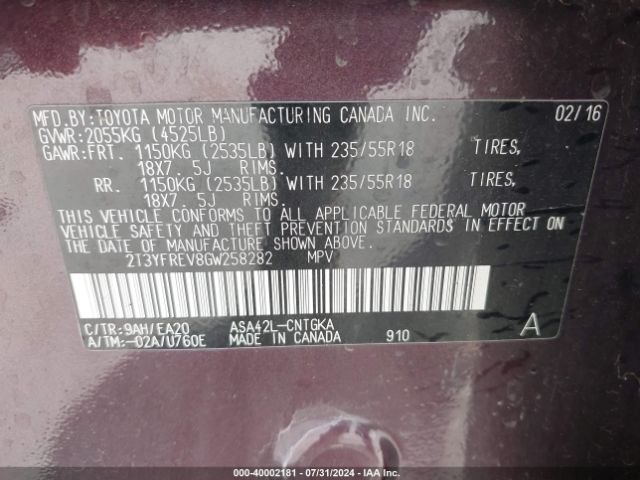 MFD.BY:TOYOTA MOTOR MANUFACTURING CANADA INC. 02/16
GVWR:2055KG (4525LB)
GAWR:FRT. 1150KG (2535LB) WITH 235/55R18 TIRES,
18X7. 5J RIMS.
RR. 1150KG (2535LB) WITH 235/55R18 TIRES,
18X7. 5J RIMS.
THIS VEHICLE CONFORMS TO ALL APPLICABLE FEDERAL MOTOR
VEHICLE SAFETY AND THEFT PREVENTION STANDARDS IN EFFECT ON
THE DATE OF MANUFACTURE SHOWN ABOVE.
2T3YFREV8GW258282 MPV
C/TR:9AH/EA20 ASA42L-CNTGKA A
A/TM:-02A/U760E MADE IN CANADA 910
000-40002181 - 07/31/2024 - IAA Inc.